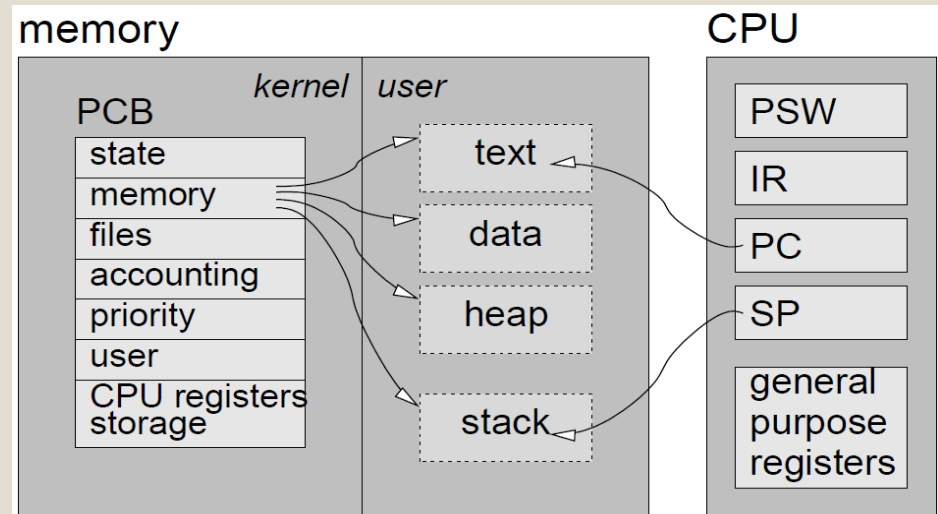 memory
CPU
kernel
user
PCB
state
memory
files
accounting
priority
user
CPU registers
storage
text
data
heap
stack
PSW
IR
PC
SP
general
purpose
registers